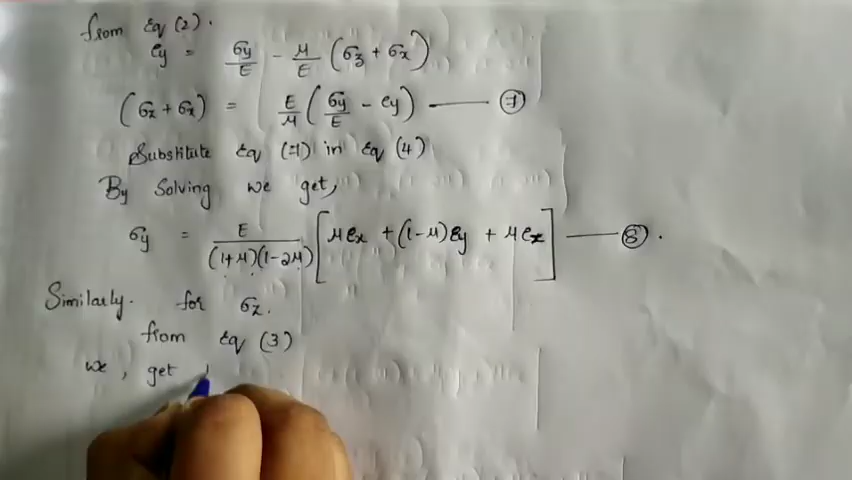 from Eq (2).
ey = σy/E - μ/E (σz + σx)
(σz + σx) = E/μ (σy/E - ey) —— ⑦
Substitute Eq (7) in Eq (4)
By Solving we get,
σy = E/((1+μ)(1-2μ)) [μex + (1-μ)ey + μez] —— ⑧.
Similarly. for σz.
from Eq (3)
we, get